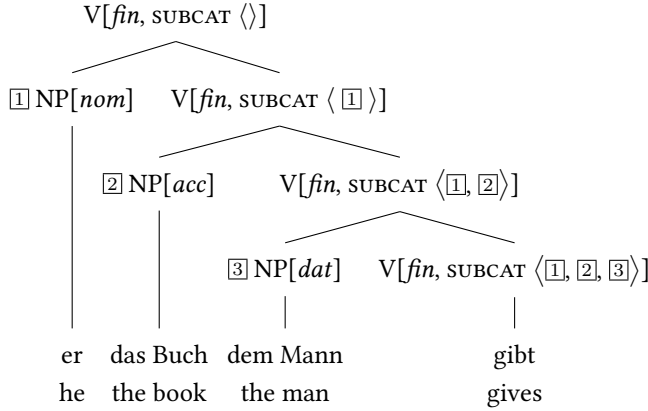 V[fin, SUBCAT ⟨⟩]
1 NP[nom] V[fin, SUBCAT ⟨ 1 ⟩]
2 NP[acc] V[fin, SUBCAT ⟨1, 2⟩]
3 NP[dat] V[fin, SUBCAT ⟨1, 2, 3⟩]
er das Buch dem Mann gibt
he the book the man gives